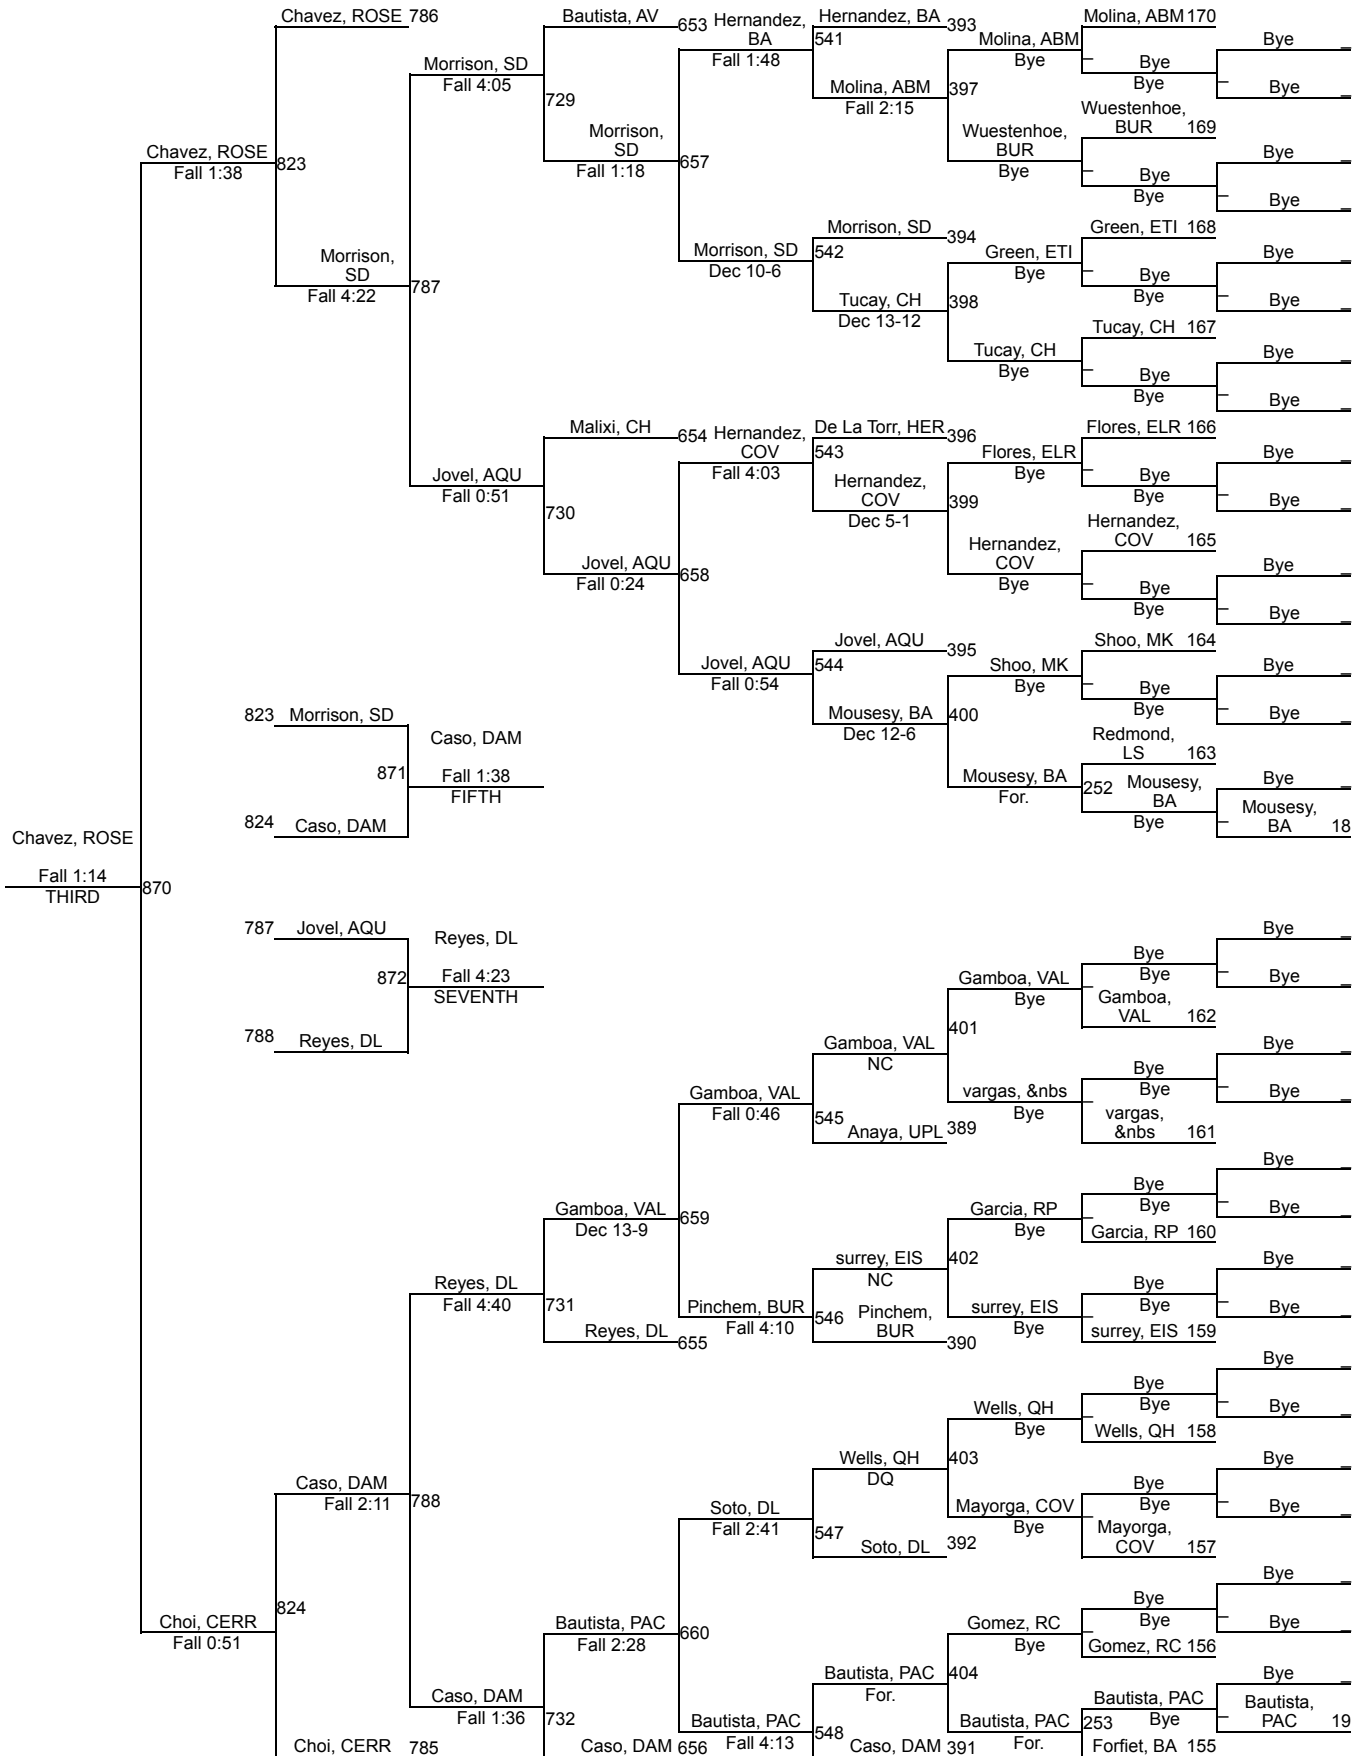 Chavez, ROSE 786
Bautista, AV
653
Hernandez,
BA
Fall 1:48
Hernandez, BA
393
541
Molina, ABM 170
Molina, ABM
Bye
Bye
Bye
Bye
Bye
Morrison, SD
Fall 4:05
729
Molina, ABM
Fall 2:15
397
Wuestenhoe,
BUR 169
Wuestenhoe,
BUR
Bye
Bye
Bye
Bye
Bye
Morrison,
SD
Fall 1:18
657
Chavez, ROSE
Fall 1:38
823
Morrison, SD
394
542
Morrison, SD
Dec 10-6
Green, ETI 168
Green, ETI
Bye
Bye
Bye
Bye
Bye
Morrison,
SD
Fall 4:22
787
Tucay, CH
Dec 13-12
398
Tucay, CH 167
Tucay, CH
Bye
Bye
Bye
Bye
Bye
Malixi, CH
654
Hernandez,
COV
Fall 4:03
De La Torr, HER
396
543
Flores, ELR 166
Flores, ELR
Bye
Bye
Bye
Bye
Bye
Jovel, AQU
Fall 0:51
730
Hernandez,
COV
Dec 5-1
399
Hernandez,
COV 165
Hernandez,
COV
Bye
Bye
Bye
Bye
Bye
Jovel, AQU
Fall 0:24
658
Jovel, AQU
395
544
Jovel, AQU
Fall 0:54
Shoo, MK 164
Shoo, MK
Bye
Bye
Bye
Bye
Bye
Mousesy, BA
Dec 12-6
400
Redmond,
LS 163
Mousesy, BA
For.
252
Mousesy,
BA
Bye
Bye
Mousesy,
BA 18
823 Morrison, SD
871
Caso, DAM
Fall 1:38
FIFTH
824 Caso, DAM
Chavez, ROSE
Fall 1:14
THIRD
870
787 Jovel, AQU
872
Reyes, DL
Fall 4:23
SEVENTH
788 Reyes, DL
Gamboa, VAL
Bye
Bye
Bye
Bye
Bye
Gamboa,
VAL 162
401
Gamboa, VAL
NC
vargas, &nbs
Bye
Bye
Bye
Bye
Bye
vargas,
&nbs 161
Gamboa, VAL
Fall 0:46
545
Anaya, UPL
389
Gamboa, VAL
Dec 13-9
659
Garcia, RP
Bye
Bye
Bye
Bye
Bye
Garcia, RP 160
surrey, EIS
NC
402
Reyes, DL
Fall 4:40
731
Reyes, DL
655
Pinchem, BUR
Fall 4:10
546
Pinchem,
BUR
390
surrey, EIS
Bye
Bye
Bye
Bye
Bye
surrey, EIS 159
Wells, QH
Bye
Bye
Bye
Bye
Bye
Wells, QH 158
Wells, QH
DQ
403
Caso, DAM
Fall 2:11
788
Soto, DL
Fall 2:41
547
Soto, DL
392
Mayorga, COV
Bye
Bye
Bye
Bye
Bye
Mayorga,
COV 157
Choi, CERR
Fall 0:51
824
Bautista, PAC
Fall 2:28
660
Gomez, RC
Bye
Bye
Bye
Bye
Bye
Gomez, RC 156
Bautista, PAC
For.
404
Caso, DAM
Fall 1:36
732
Bautista, PAC
Fall 4:13
548
Bautista, PAC
For.
253
Bautista, PAC
Bye
Bye
Bautista,
PAC 19
Choi, CERR 785
Caso, DAM 656
Caso, DAM 391
Forfiet, BA 155